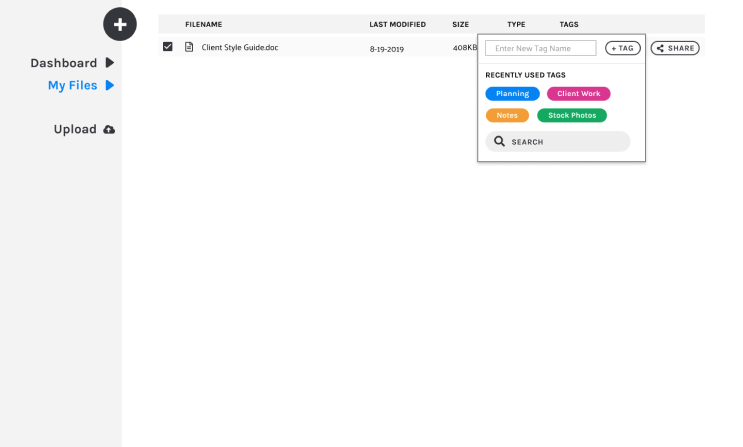 FILENAME LAST MODIFIED SIZE TYPE TAGS
Client Style Guide.doc 8-19-2019 408KB Enter New Tag Name + TAG SHARE
Dashboard
My Files
Upload
RECENTLY USED TAGS
Planning Client Work
Notes Stock Photos
SEARCH